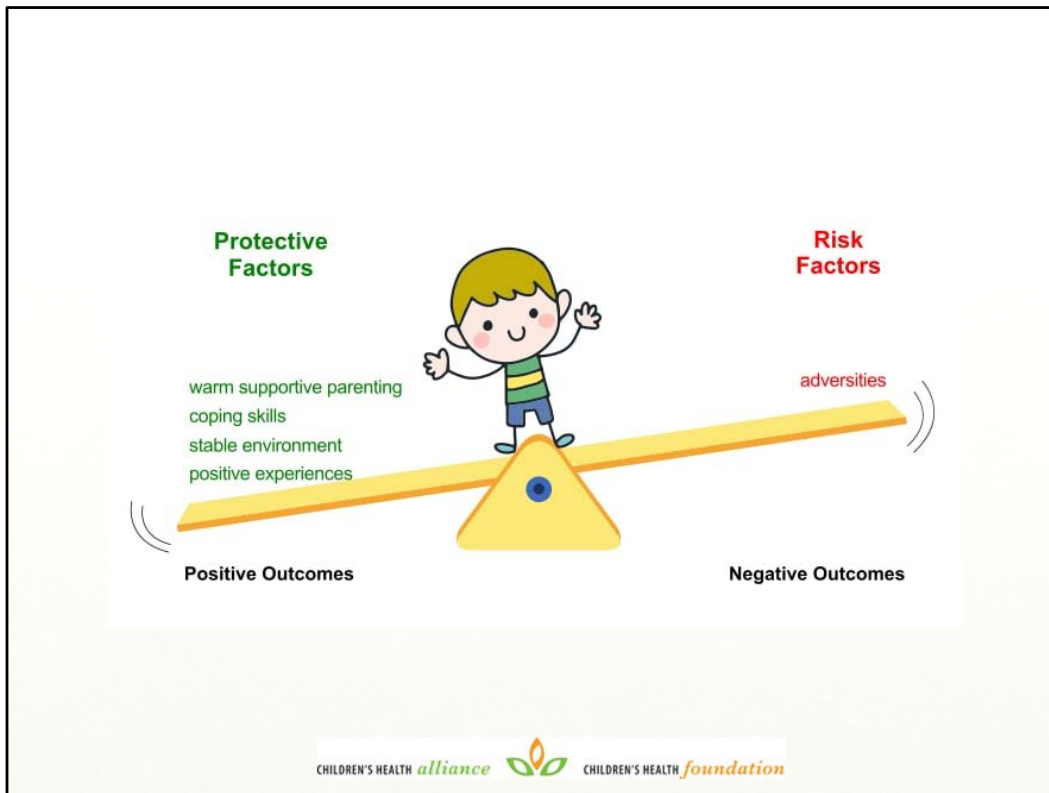 Protective
Factors
warm supportive parenting
coping skills
stable environment
positive experiences
Risk
Factors
adversities
Positive Outcomes
Negative Outcomes
CHILDREN'S HEALTH alliance
CHILDREN'S HEALTH foundation